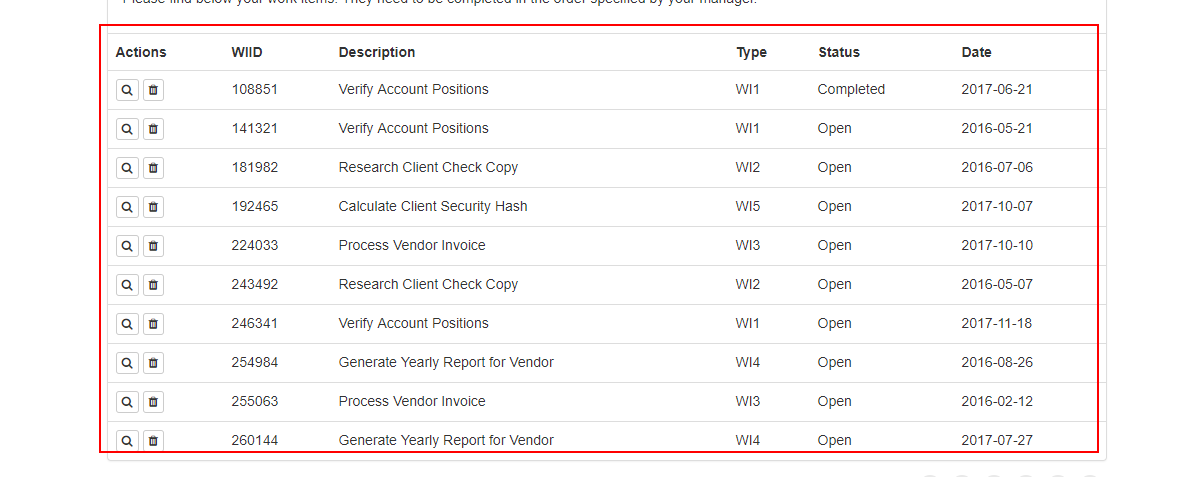 Please find below your work items. They need to be completed in the order specified by your manager.
Actions WIID Description Type Status Date
108851 Verify Account Positions WI1 Completed 2017-06-21
141321 Verify Account Positions WI1 Open 2016-05-21
181982 Research Client Check Copy WI2 Open 2016-07-06
192465 Calculate Client Security Hash WI5 Open 2017-10-07
224033 Process Vendor Invoice WI3 Open 2017-10-10
243492 Research Client Check Copy WI2 Open 2016-05-07
246341 Verify Account Positions WI1 Open 2017-11-18
254984 Generate Yearly Report for Vendor WI4 Open 2016-08-26
255063 Process Vendor Invoice WI3 Open 2016-02-12
260144 Generate Yearly Report for Vendor WI4 Open 2017-07-27